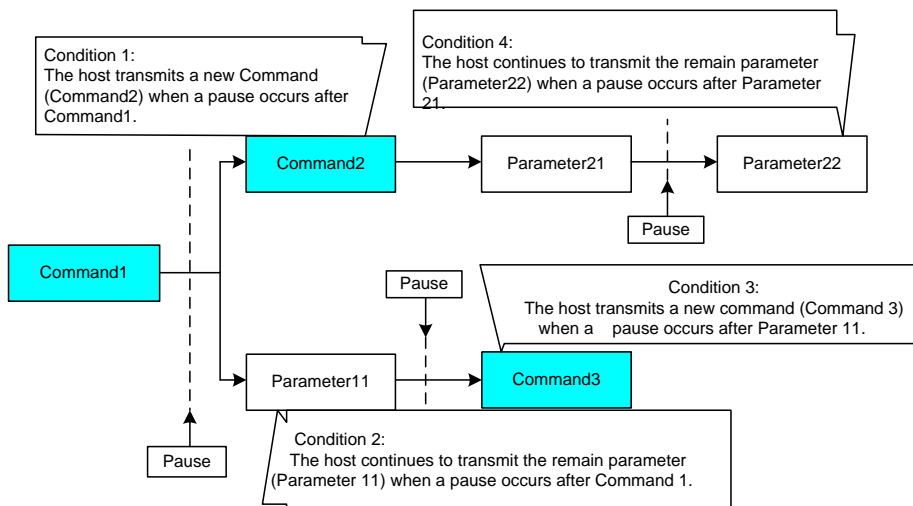 Condition 1:
The host transmits a new Command
(Command2) when a pause occurs after
Command1.
Condition 4:
The host continues to transmit the remain parameter
(Parameter22) when a pause occurs after Parameter
21.
Command2
Parameter21
Parameter22
Pause
Command1
Pause
Condition 3:
The host transmits a new command (Command 3)
when a pause occurs after Parameter 11.
Parameter11
Command3
Pause
Condition 2:
The host continues to transmit the remain parameter
(Parameter 11) when a pause occurs after Command 1.